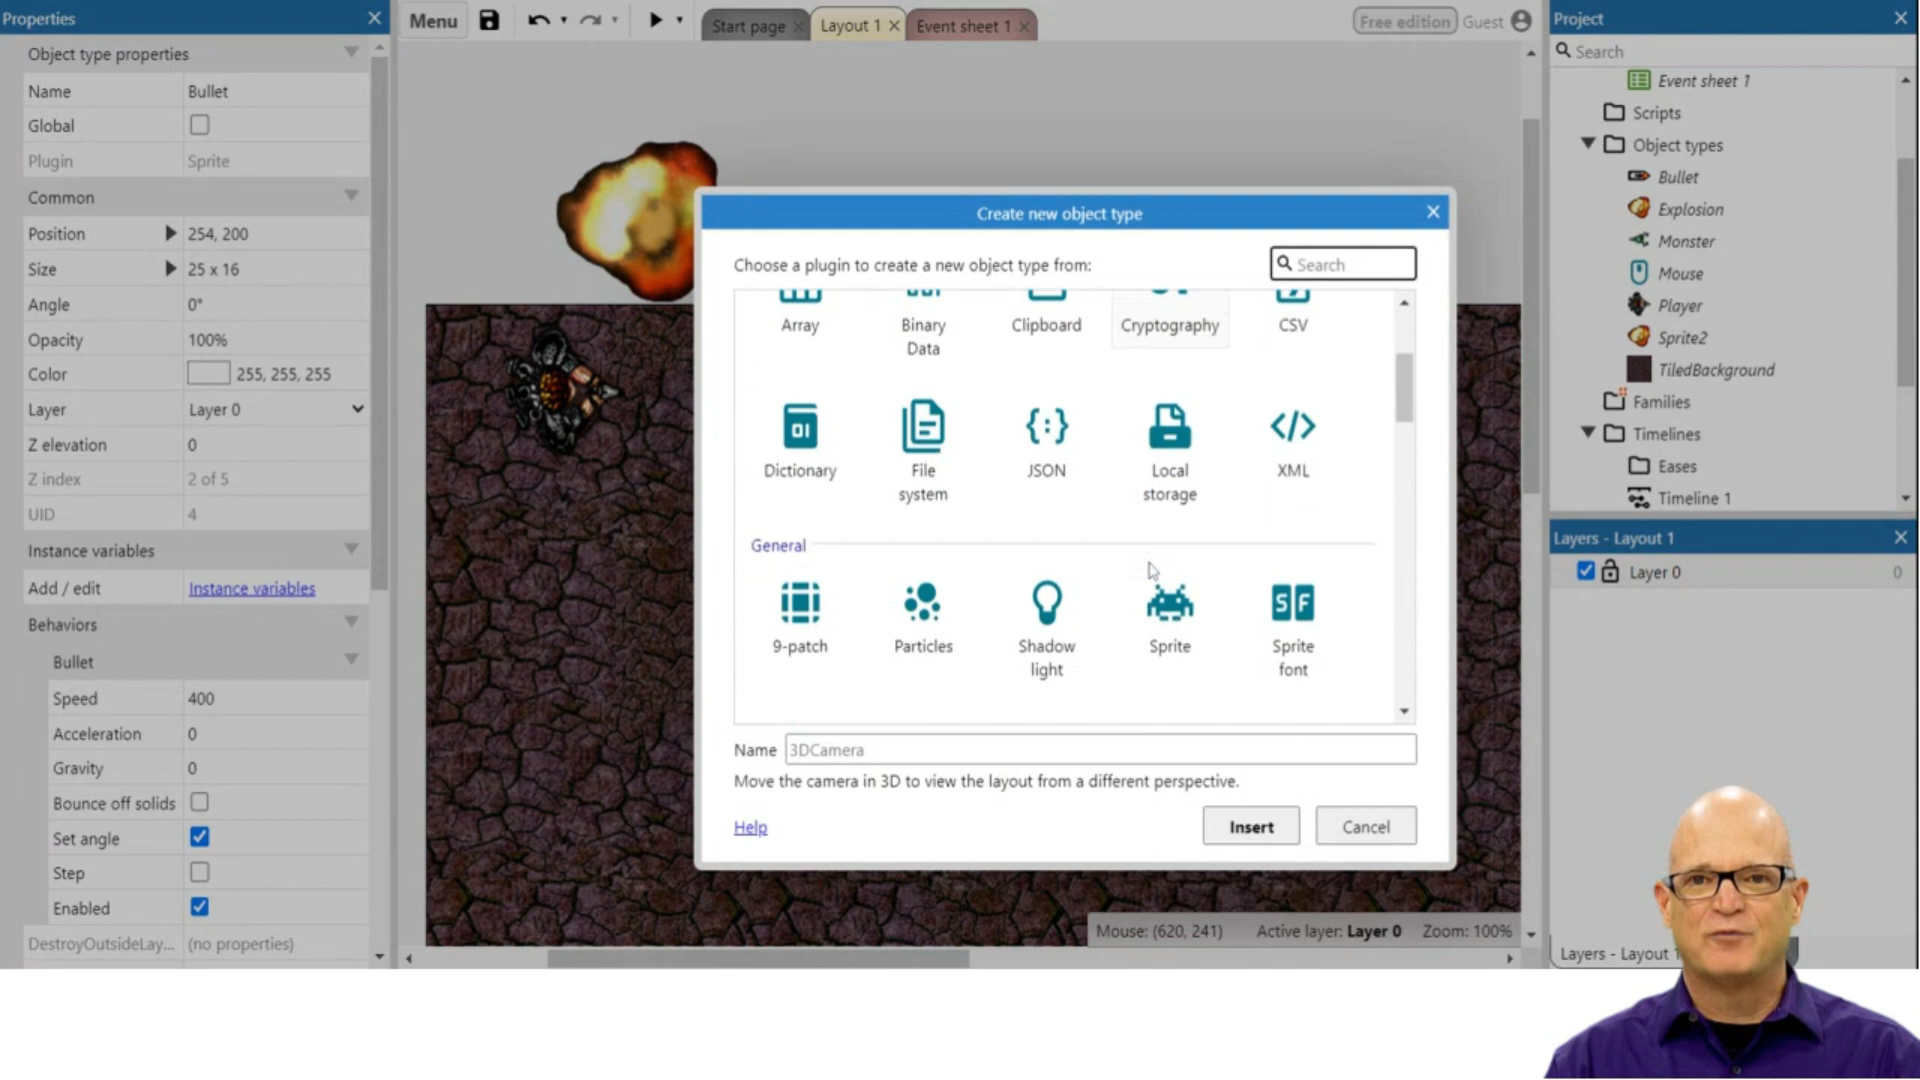 Properties
Object type properties
Name Bullet
Global
Plugin Sprite
Common
Position 254, 200
Size 25 x 16
Angle 0°
Opacity 100%
Color 255, 255, 255
Layer Layer 0
Z elevation 0
Z index 2 of 5
UID 4
Instance variables
Add / edit Instance variables
Behaviors
Bullet
Speed 400
Acceleration 0
Gravity 0
Bounce off solids
Set angle
Step
Enabled
DestroyOutsideLay... (no properties)
Menu
Start page
Layout 1
Event sheet 1
Free edition Guest
Create new object type
Choose a plugin to create a new object type from:
Search
Array
Binary
Data
Clipboard
Cryptography
CSV
Dictionary
File
system
JSON
Local
storage
XML
01
General
9-patch
Particles
Shadow
light
Sprite
S F
Sprite
font
Name 3DCamera
Move the camera in 3D to view the layout from a different perspective.
Help
Insert
Cancel
Mouse: (620, 241) Active layer: Layer 0 Zoom: 100%
Project
Search
Event sheet 1
Scripts
Object types
Bullet
Explosion
Monster
Mouse
Player
Sprite2
TiledBackground
Families
Timelines
Eases
Timeline 1
Layers - Layout 1
Layer 0 0
Layers - Layout 1